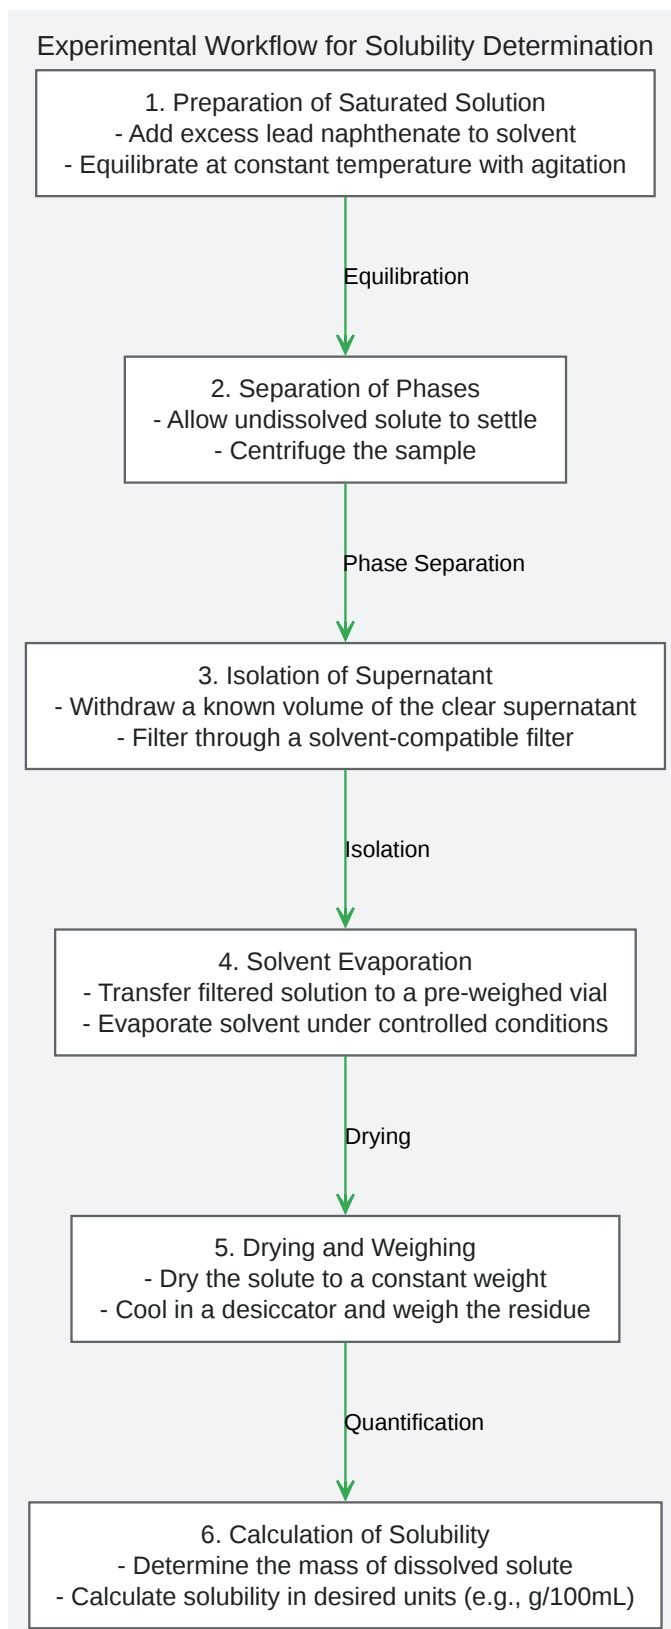 Experimental Workflow for Solubility Determination
1. Preparation of Saturated Solution
- Add excess lead naphthenate to solvent
- Equilibrate at constant temperature with agitation
Equilibration
2. Separation of Phases
- Allow undissolved solute to settle
- Centrifuge the sample
Phase Separation
3. Isolation of Supernatant
- Withdraw a known volume of the clear supernatant
- Filter through a solvent-compatible filter
Isolation
4. Solvent Evaporation
- Transfer filtered solution to a pre-weighed vial
- Evaporate solvent under controlled conditions
Drying
5. Drying and Weighing
- Dry the solute to a constant weight
- Cool in a desiccator and weigh the residue
Quantification
6. Calculation of Solubility
- Determine the mass of dissolved solute
- Calculate solubility in desired units (e.g., g/100mL)